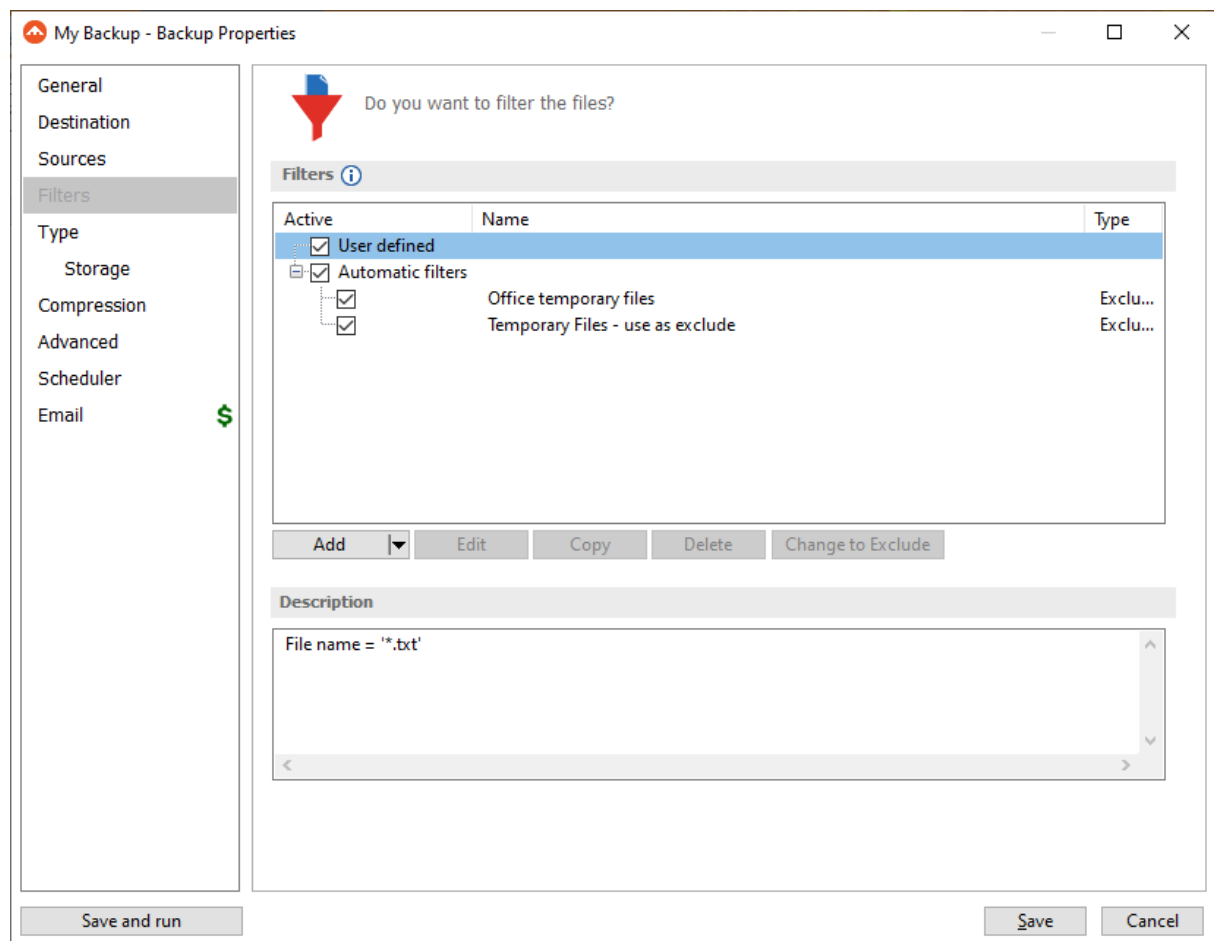 My Backup - Backup Properties
General
Destination
Sources
Filters
Type
Storage
Compression
Advanced
Scheduler
Email $
Do you want to filter the files?
Filters
Active Name Type
User defined
Automatic filters
Office temporary files Exclu...
Temporary Files - use as exclude Exclu...
Add Edit Copy Delete Change to Exclude
Description
File name = '*.txt'
Save and run Save Cancel